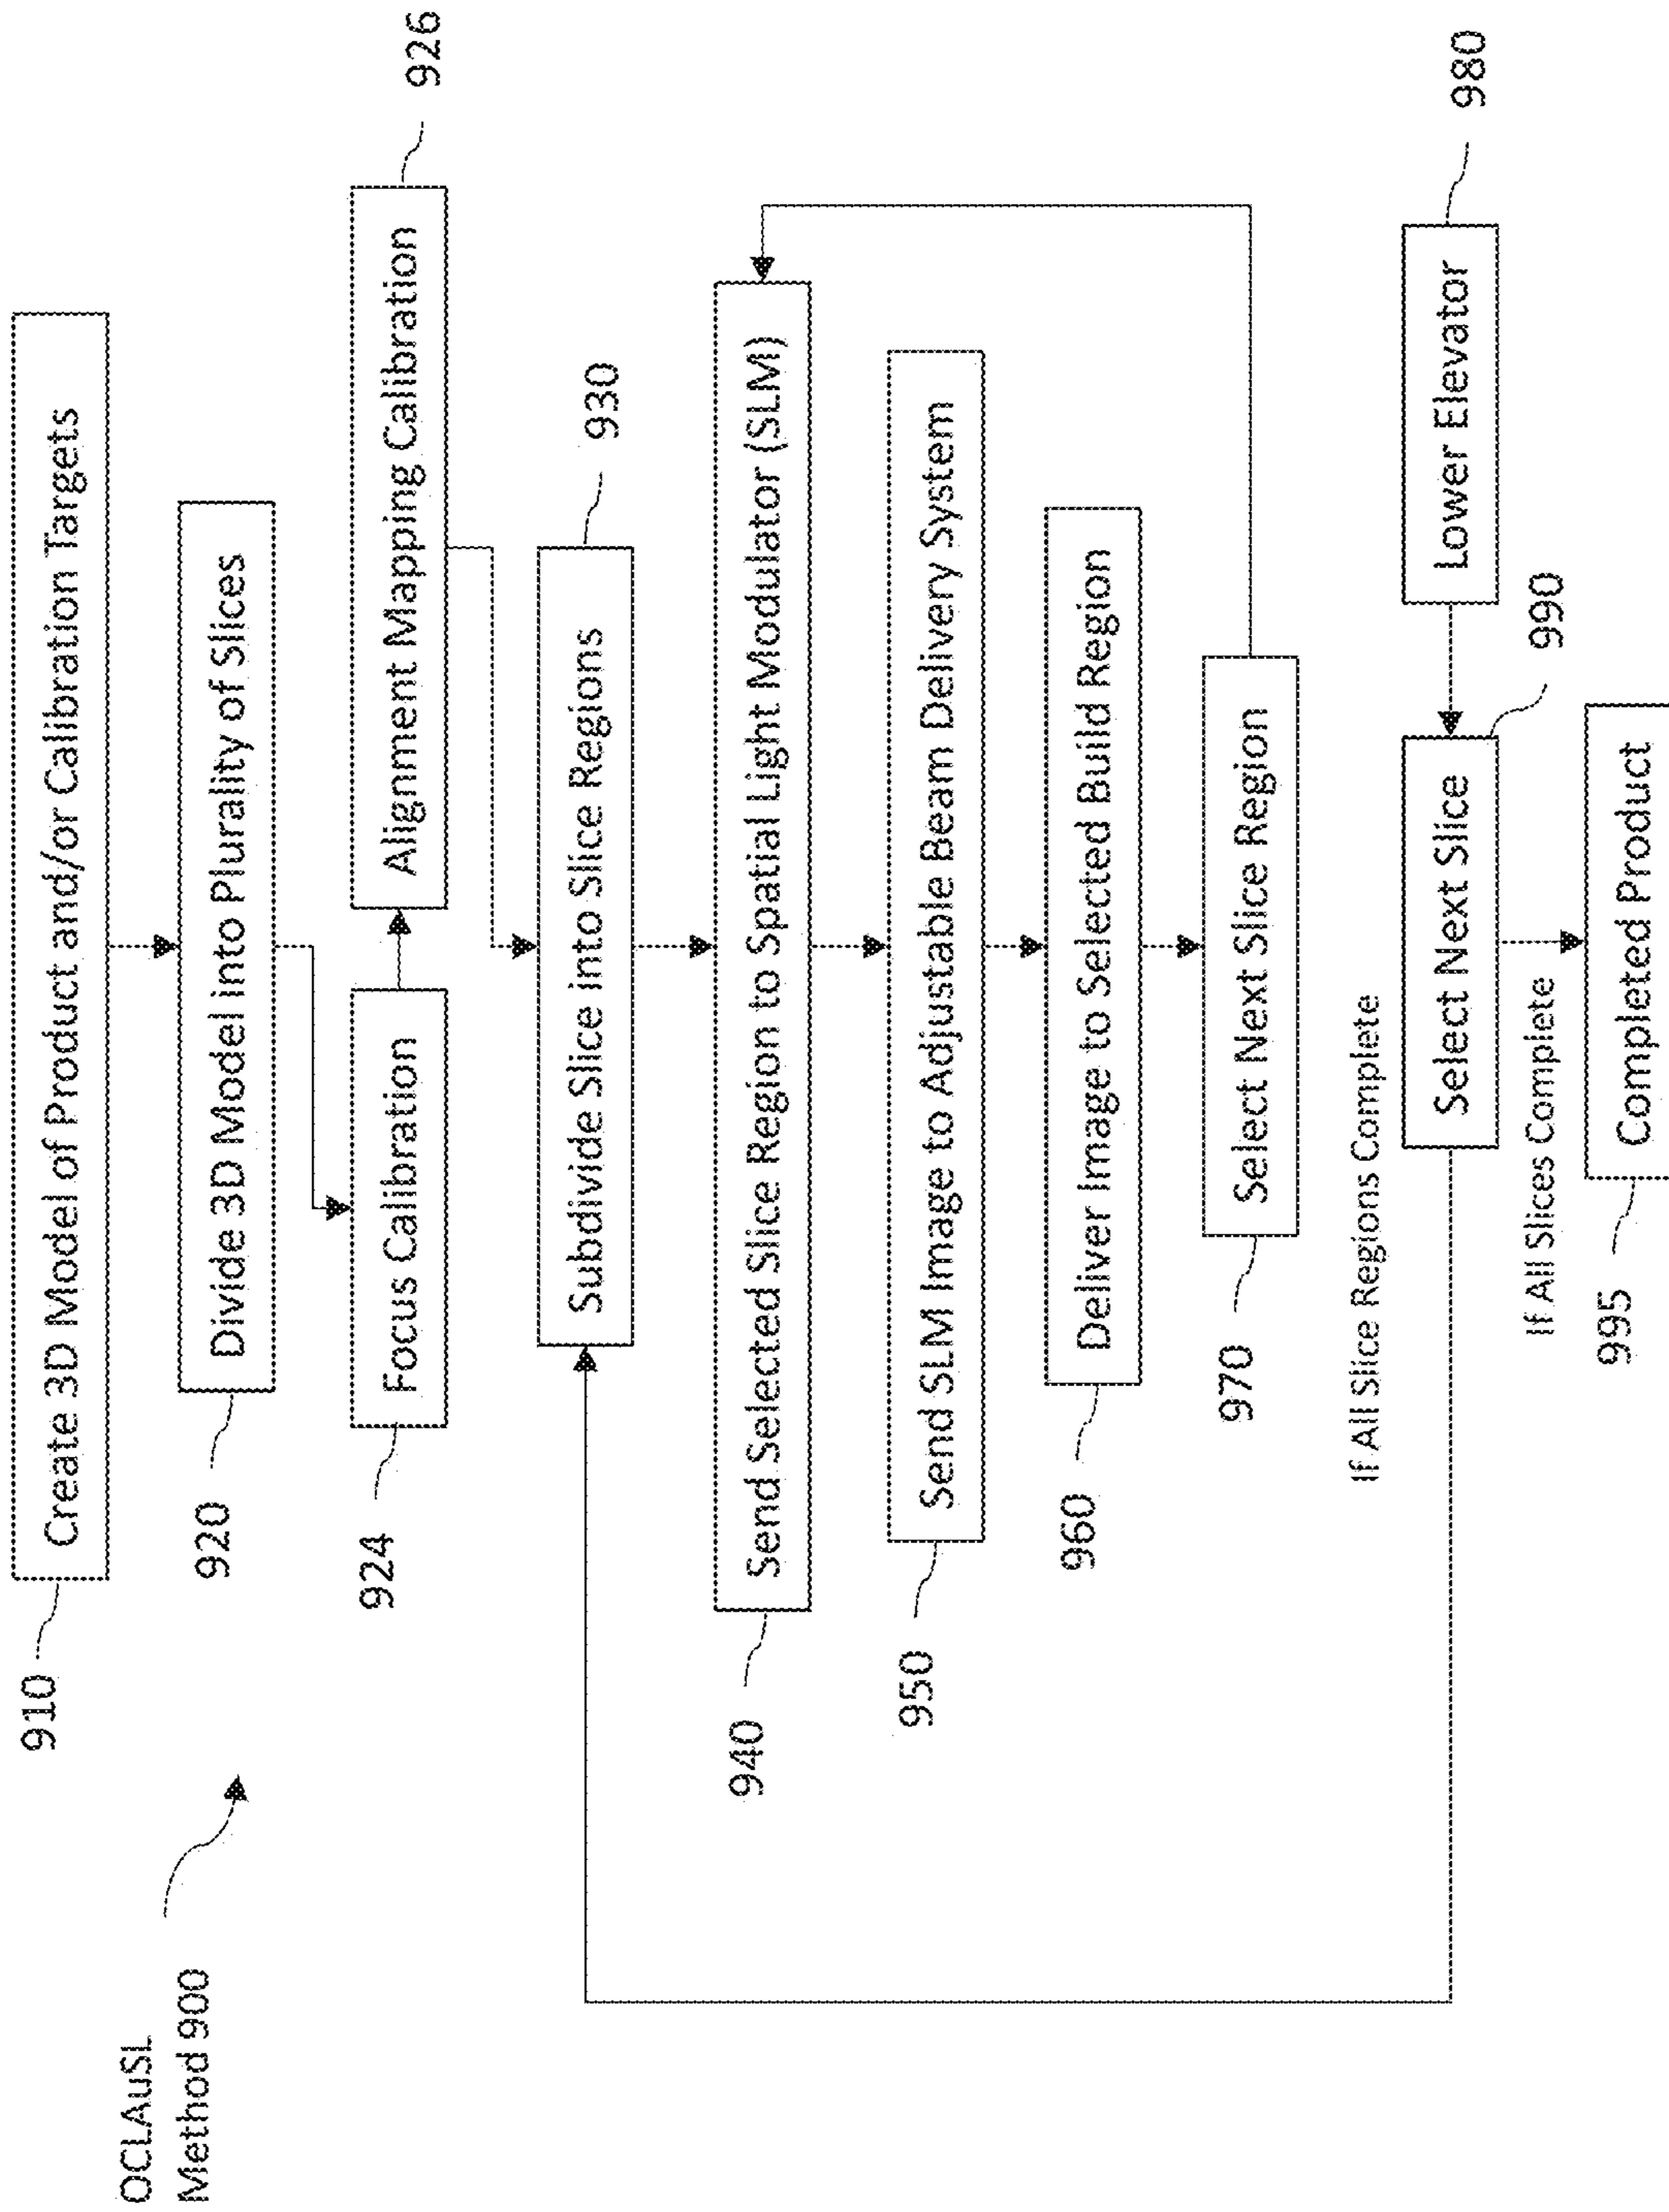 OCLAuSL
Method 900
910
Create 3D Model of Product and/or Calibration Targets
920
Divide 3D Model into Plurality of Slices
924
Focus Calibration
Alignment Mapping Calibration
926
Subdivide Slice into Slice Regions
930
940
Send Selected Slice Region to Spatial Light Modulator (SLM)
950
Send SLM Image to Adjustable Beam Delivery System
960
Deliver Image to Selected Build Region
970
Select Next Slice Region
If All Slice Regions Complete
Select Next Slice
990
Lower Elevator
980
If All Slices Complete
995
Completed Product